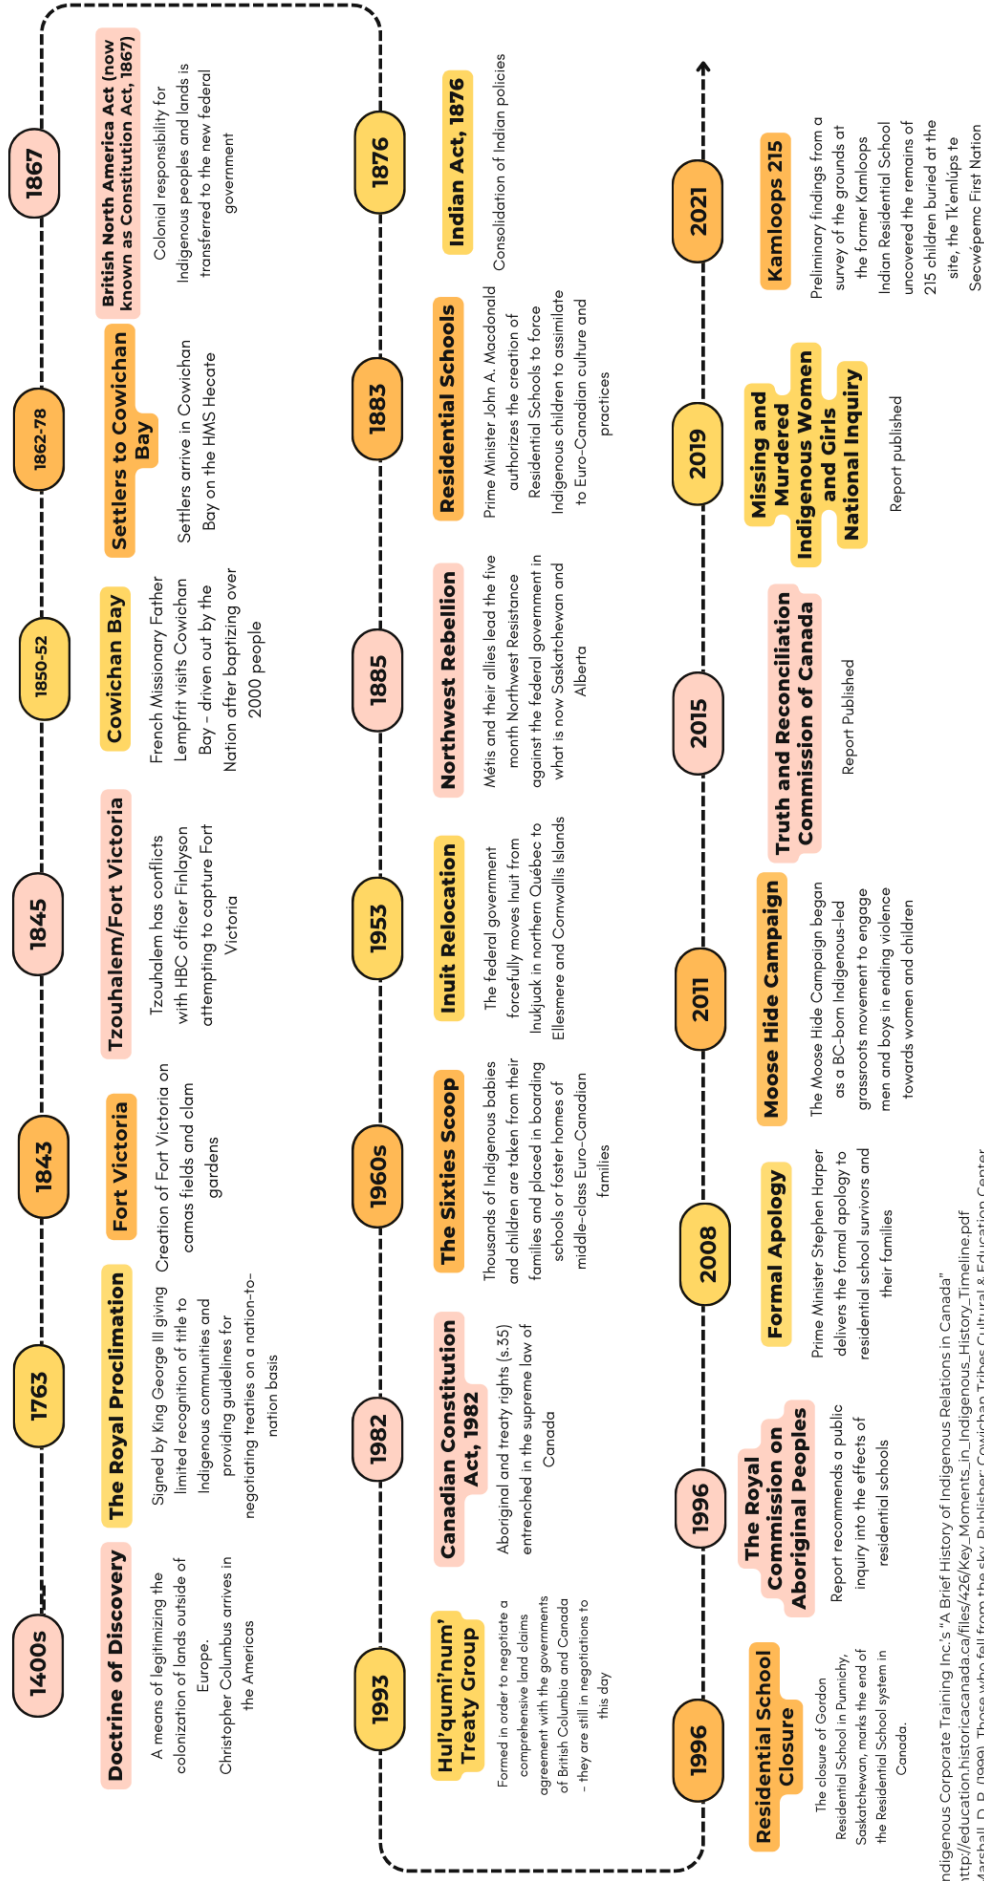 1400s
Doctrine of Discovery
A means of legitimizing the
colonization of lands outside of
Europe.
Christopher Columbus arrives in
the Americas
1763
The Royal Proclimation
Signed by King George III giving
limited recognition of title to
Indigenous communities and
providing guidelines for
negotiating treaties on a nation-to-
nation basis
1843
Fort Victoria
Creation of Fort Victoria on
camas fields and clam
gardens
1845
Tzouhalem/Fort Victoria
Tzouhalem has conflicts
with HBC officer Finlayson
attempting to capture Fort
Victoria
1850-52
Cowichan Bay
French Missionary Father
Lempfrit visits Cowichan
Bay - driven out by the
Nation after baptizing over
2000 people
1862-78
Settlers to Cowichan
Bay
Settlers arrive in Cowichan
Bay on the HMS Hecate
1867
British North America Act (now
known as Constitution Act, 1867)
Colonial responsibility for
Indigenous peoples and lands is
transferred to the new federal
government
1876
Indian Act, 1876
Consolidation of Indian policies
1883
Residential Schools
Prime Minister John A. Macdonald
authorizes the creation of
Residential Schools to force
Indigenous children to assimilate
to Euro-Canadian culture and
practices
1885
Northwest Rebellion
Métis and their allies lead the five
month Northwest Resistance
against the federal government in
what is now Saskatchewan and
Alberta
1953
Inuit Relocation
The federal government
forcefully moves Inuit from
Inukjuak in northern Québec to
Ellesmere and Cornwallis Islands
1960s
The Sixties Scoop
Thousands of Indigenous babies
and children are taken from their
families and placed in boarding
schools or foster homes of
middle-class Euro-Canadian
families
1982
Canadian Constitution
Act, 1982
Aboriginal and treaty rights (s.35)
entrenched in the supreme law of
Canada
1993
Hul'qumi'num'
Treaty Group
Formed in order to negotiate a
comprehensive land claims
agreement with the governments
of British Columbia and Canada
- they are still in negotiations to
this day
1996
Residential School
Closure
The closure of Gordon
Residential School in Punnichy,
Saskatchewan, marks the end of
the Residential School system in
Canada.
1996
The Royal
Commission on
Aboriginal Peoples
Report recommends a public
inquiry into the effects of
residential schools
2008
Formal Apology
Prime Minister Stephen Harper
delivers the formal apology to
residential school survivors and
their families
2011
Moose Hide Campaign
The Moose Hide Campaign began
as a BC-born Indigenous-led
grassroots movement to engage
men and boys in ending violence
towards women and children
2015
Truth and Reconciliation
Commission of Canada
Report Published
2019
Missing and
Murdered
Indigenous Women
and Girls
National Inquiry
Report published
2021
Kamloops 215
Preliminary findings from a
survey of the grounds at
the former Kamloops
Indian Residential School
uncovered the remains of
215 children buried at the
site, the Tk'emlúps te
Secwépemc First Nation
ndigenous Corporate Training Inc.'s "A Brief History of Indigenous Relations in Canada"
http://education.historicacanada.ca/files/426/Key_Moments_in_Indigenous_History_Timeline.pdf
Marshall, D. P. (1999). Those who fell from the sky. Publisher: Cowichan Tribes Cultural & Education Center